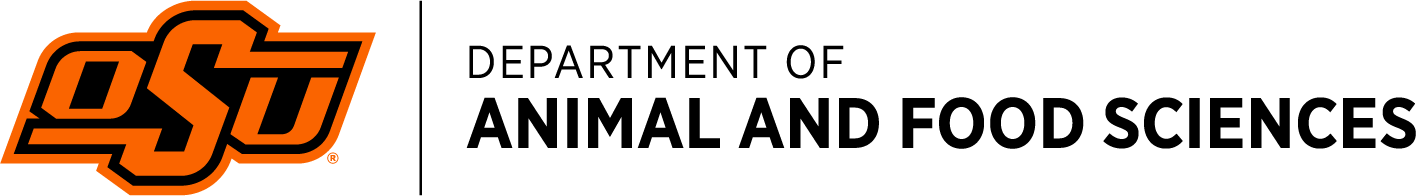 OSU®
DEPARTMENT OF
ANIMAL AND FOOD SCIENCES